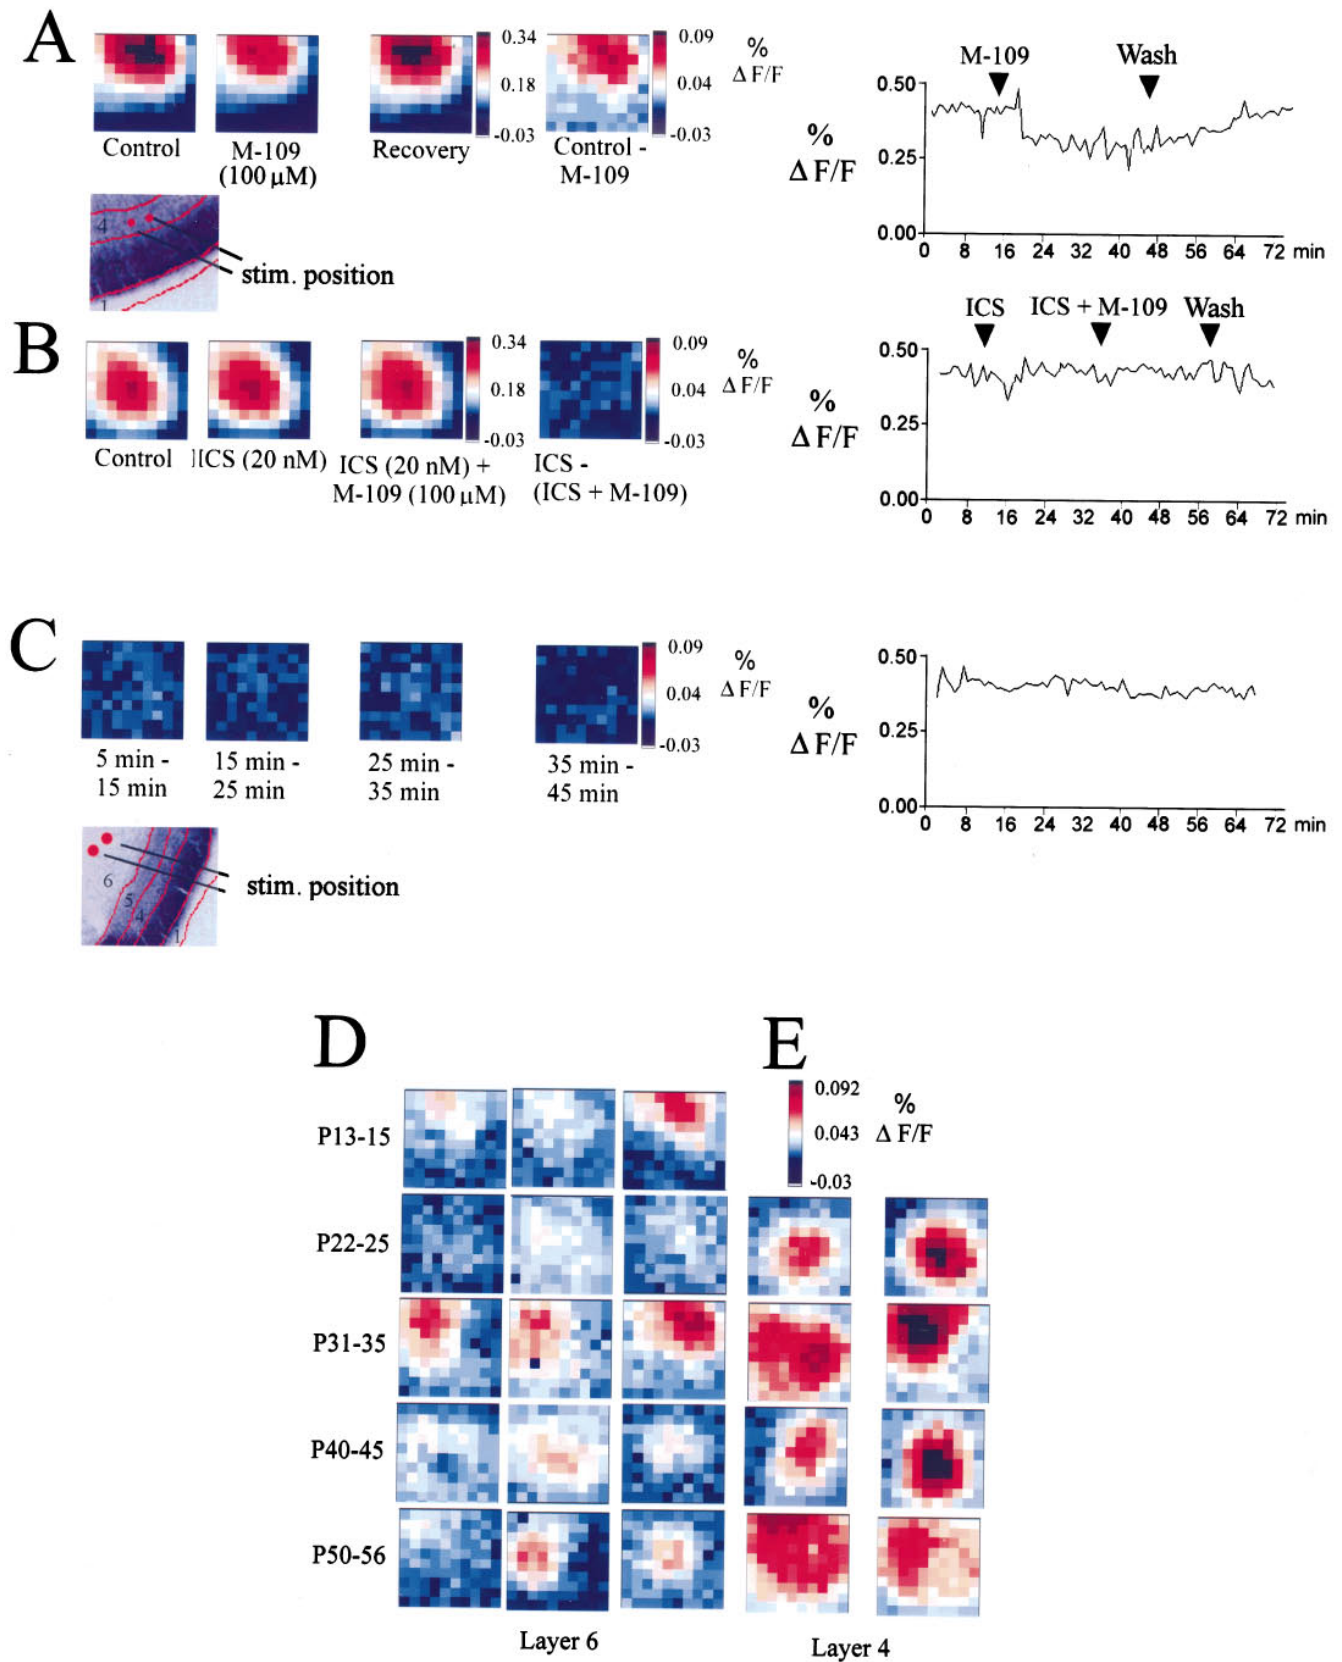 A
Control
M-109
(100 μM)
Recovery
0.34
0.18
-0.03
Control -
M-109
0.09
0.04
-0.03
%
Δ F/F
4
1
stim. position
M-109
Wash
%
Δ F/F
0.50
0.25
0.00
0 8 16 24 32 40 48 56 64 72 min
B
Control
ICS (20 nM)
ICS (20 nM) +
M-109 (100 μM)
0.34
0.18
-0.03
ICS -
(ICS + M-109)
0.09
0.04
-0.03
%
Δ F/F
ICS
ICS + M-109
Wash
%
Δ F/F
0.50
0.25
0.00
0 8 16 24 32 40 48 56 64 72 min
C
5 min -
15 min
15 min -
25 min
25 min -
35 min
35 min -
45 min
0.09
0.04
-0.03
%
Δ F/F
6
5
4
1
stim. position
%
Δ F/F
0.50
0.25
0.00
0 8 16 24 32 40 48 56 64 72 min
D
E
0.092
0.043
-0.03
%
Δ F/F
P13-15
P22-25
P31-35
P40-45
P50-56
Layer 6
Layer 4